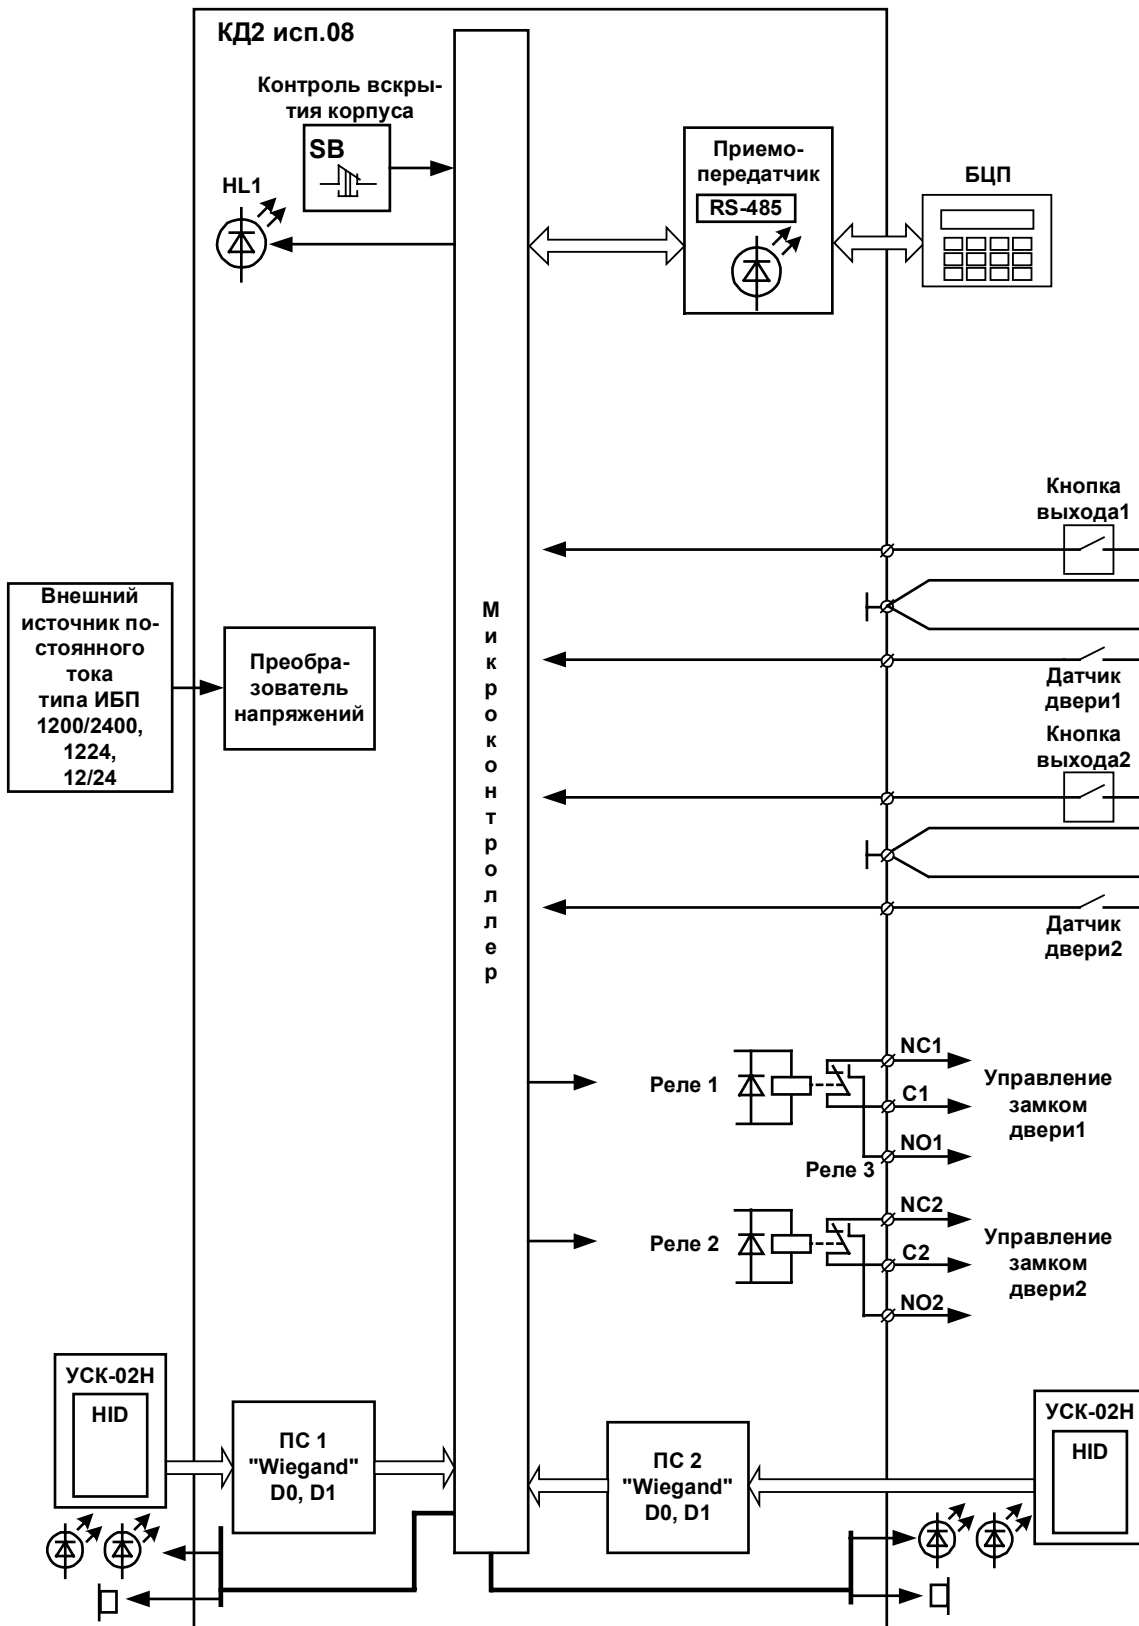 КД2 исп.08
Контроль вскры-
тия корпуса
SB
HL1
Приемо-
передатчик
RS-485
БЦП
Кнопка
выхода1
Внешний
источник по-
стоянного
тока
типа ИБП
1200/2400,
1224,
12/24
Преобра-
зователь
напряжений
Микроконтроллер
Датчик
двери1
Кнопка
выхода2
Датчик
двери2
Реле 1
NC1
C1
NO1
Управление
замком
двери1
Реле 3
Реле 2
NC2
C2
NO2
Управление
замком
двери2
УСК-02Н
HID
ПС 1
"Wiegand"
D0, D1
ПС 2
"Wiegand"
D0, D1
УСК-02Н
HID